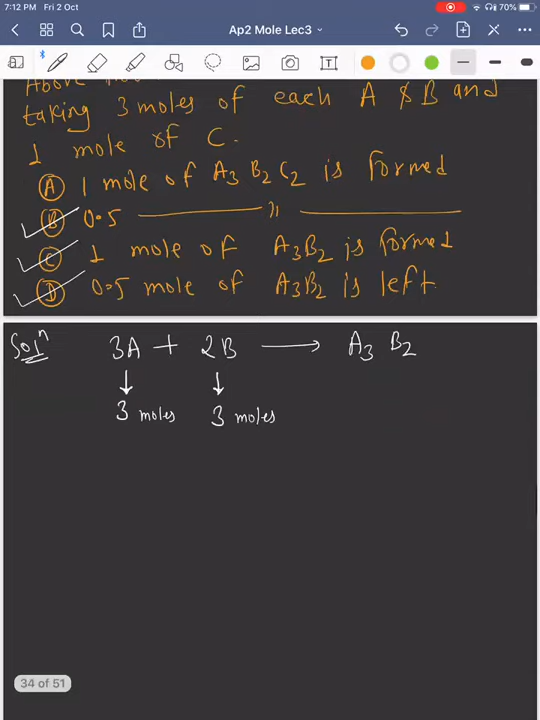 7:12 PM Fri 2 Oct
70%
Ap2 Mole Lec3
taking 3 moles of each A & B and
1 mole of C.
(A) 1 mole of A3 B2 C2 is formed
(B) 0.5 ——— 〃 ———
(C) 1 mole of A3B2 is formed
(D) 0.5 mole of A3B2 is left.
Solⁿ 3A + 2B ⟶ A3 B2
↓ ↓
3 moles 3 moles
34 of 51